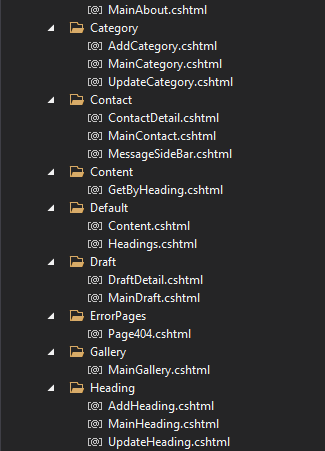 MainAbout.cshtml
Category
AddCategory.cshtml
MainCategory.cshtml
UpdateCategory.cshtml
Contact
ContactDetail.cshtml
MainContact.cshtml
MessageSideBar.cshtml
Content
GetByHeading.cshtml
Default
Content.cshtml
Headings.cshtml
Draft
DraftDetail.cshtml
MainDraft.cshtml
ErrorPages
Page404.cshtml
Gallery
MainGallery.cshtml
Heading
AddHeading.cshtml
MainHeading.cshtml
UpdateHeading.cshtml